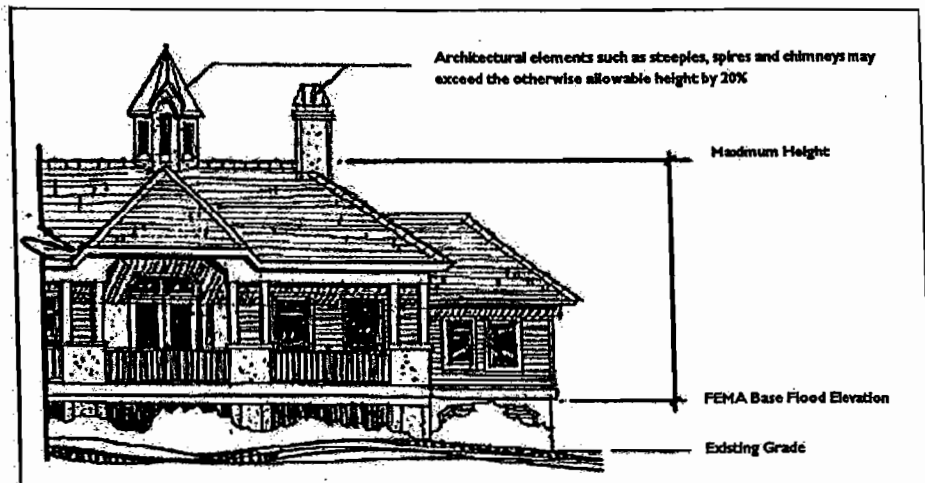 Architectural elements such as steeples, spires and chimneys may
exceed the otherwise allowable height by 20%
Maximum Height
FEMA Base Flood Elevation
Existing Grade